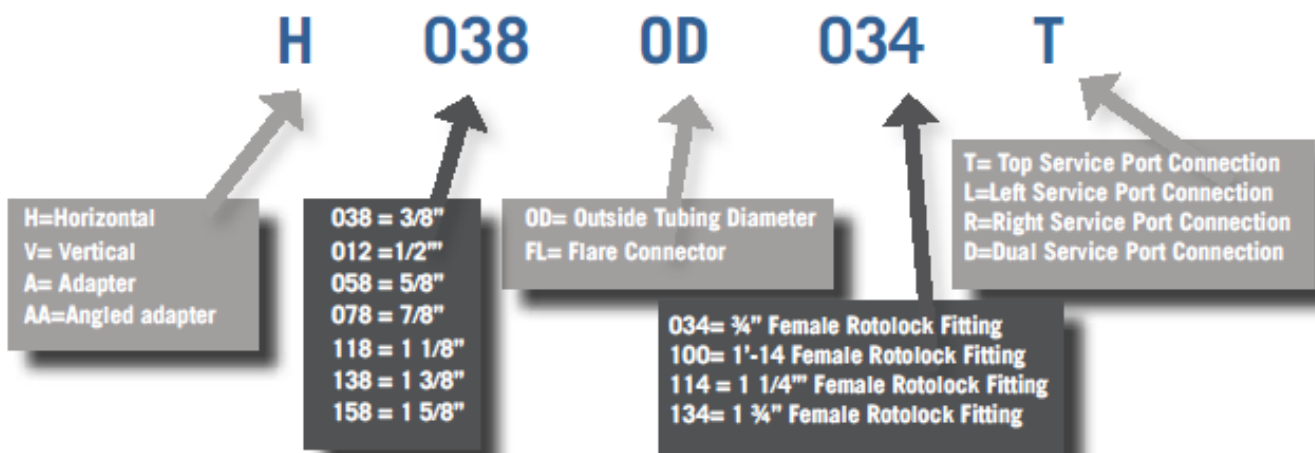 H 038 OD 034 T
H=Horizontal
V= Vertical
A= Adapter
AA=Angled adapter
038 = 3/8"
012 =1/2'"
058 = 5/8"
078 = 7/8"
118 = 1 1/8"
138 = 1 3/8"
158 = 1 5/8"
OD= Outside Tubing Diameter
FL= Flare Connector
034= ¾" Female Rotolock Fitting
100= 1'-14 Female Rotolock Fitting
114 = 1 1/4'" Female Rotolock Fitting
134= 1 ¾" Female Rotolock Fitting
T= Top Service Port Connection
L=Left Service Port Connection
R=Right Service Port Connection
D=Dual Service Port Connection